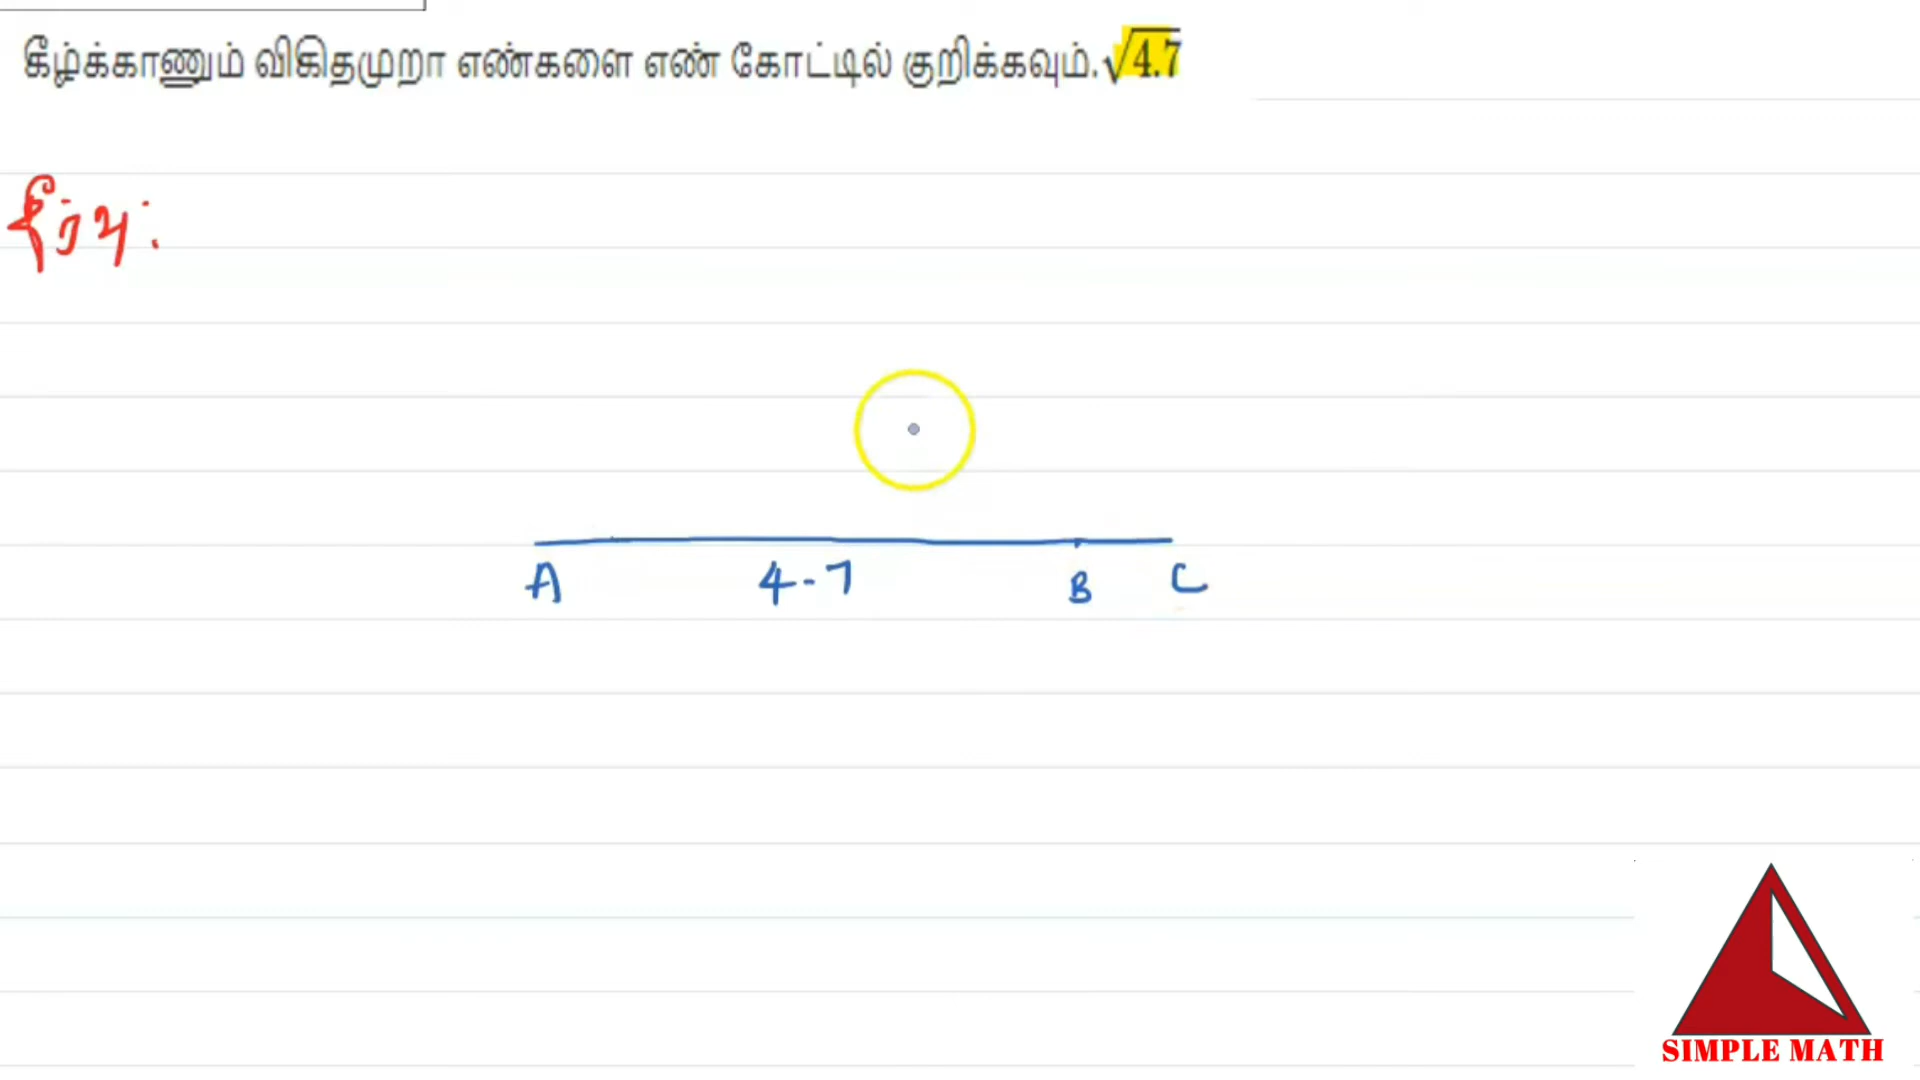 கீழ்க்காணும் விகிதமுறா எண்களை எண் கோட்டில் குறிக்கவும். √4.7
தீர்வு :
A 4.7 B C
SIMPLE MATH